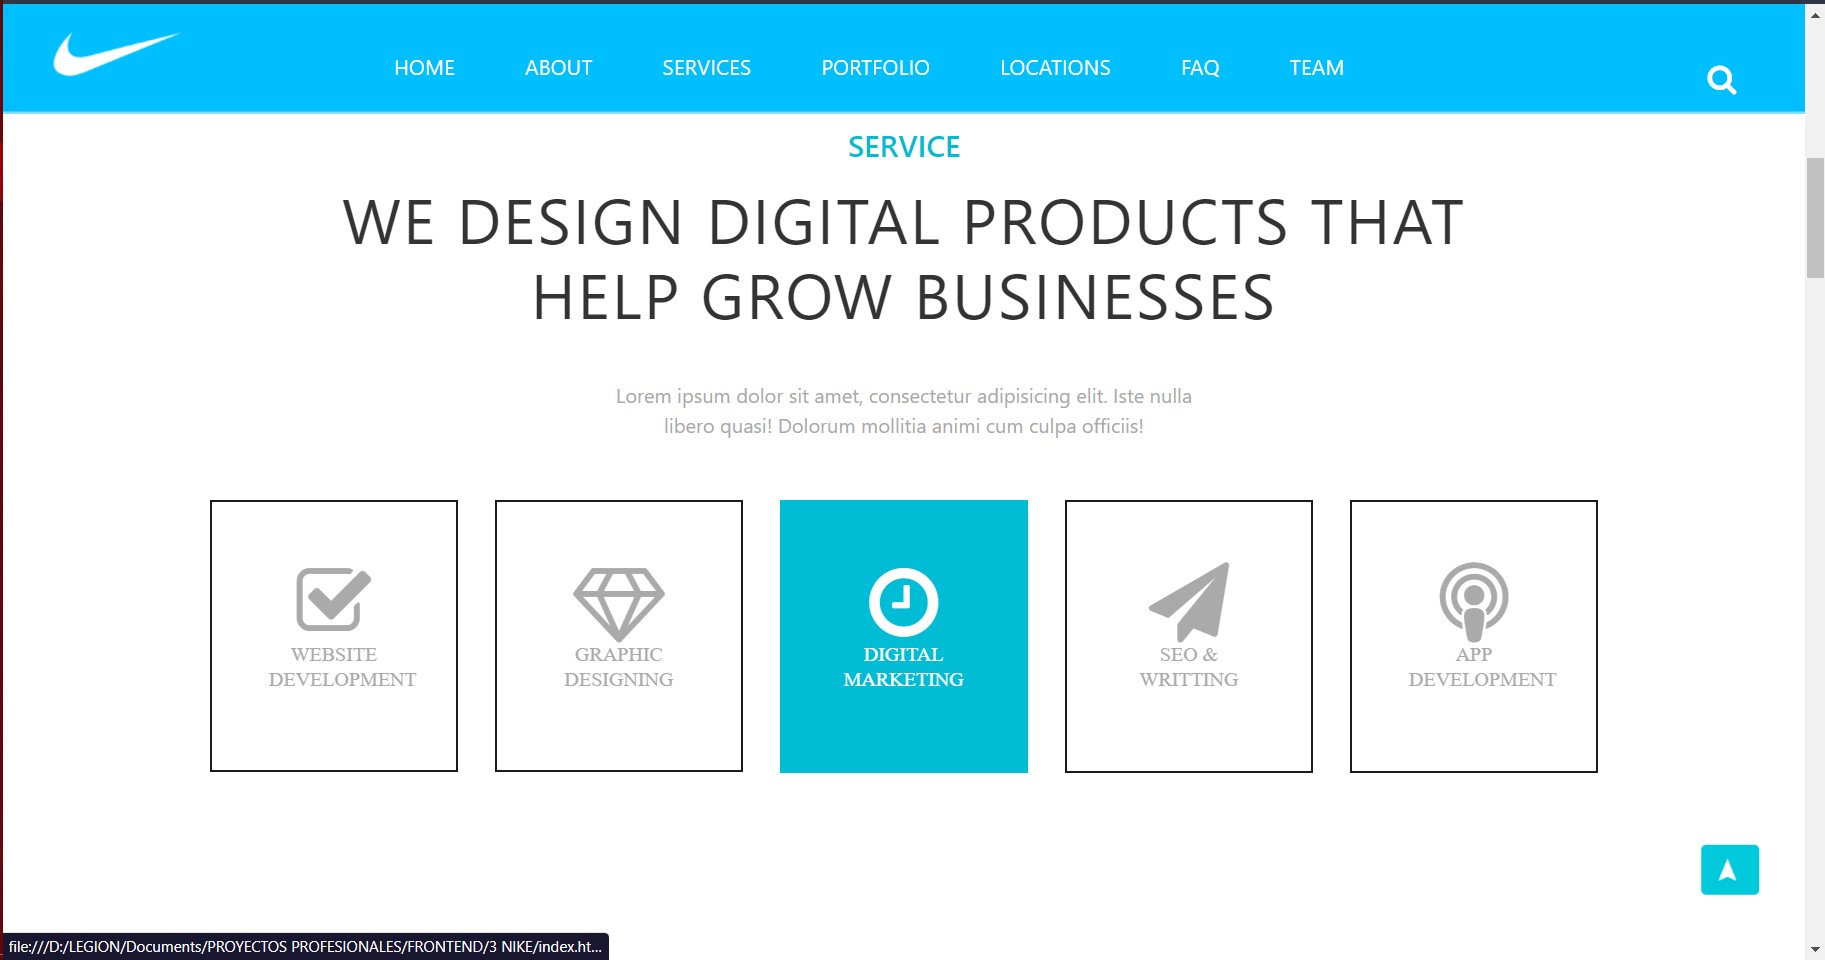 HOME ABOUT SERVICES PORTFOLIO LOCATIONS FAQ TEAM
SERVICE
WE DESIGN DIGITAL PRODUCTS THAT
HELP GROW BUSINESSES
Lorem ipsum dolor sit amet, consectetur adipisicing elit. Iste nulla
libero quasi! Dolorum mollitia animi cum culpa officiis!
WEBSITE
DEVELOPMENT
GRAPHIC
DESIGNING
DIGITAL
MARKETING
SEO &
WRITTING
APP
DEVELOPMENT
file:///D:/LEGION/Documents/PROYECTOS PROFESIONALES/FRONTEND/3 NIKE/index.ht...